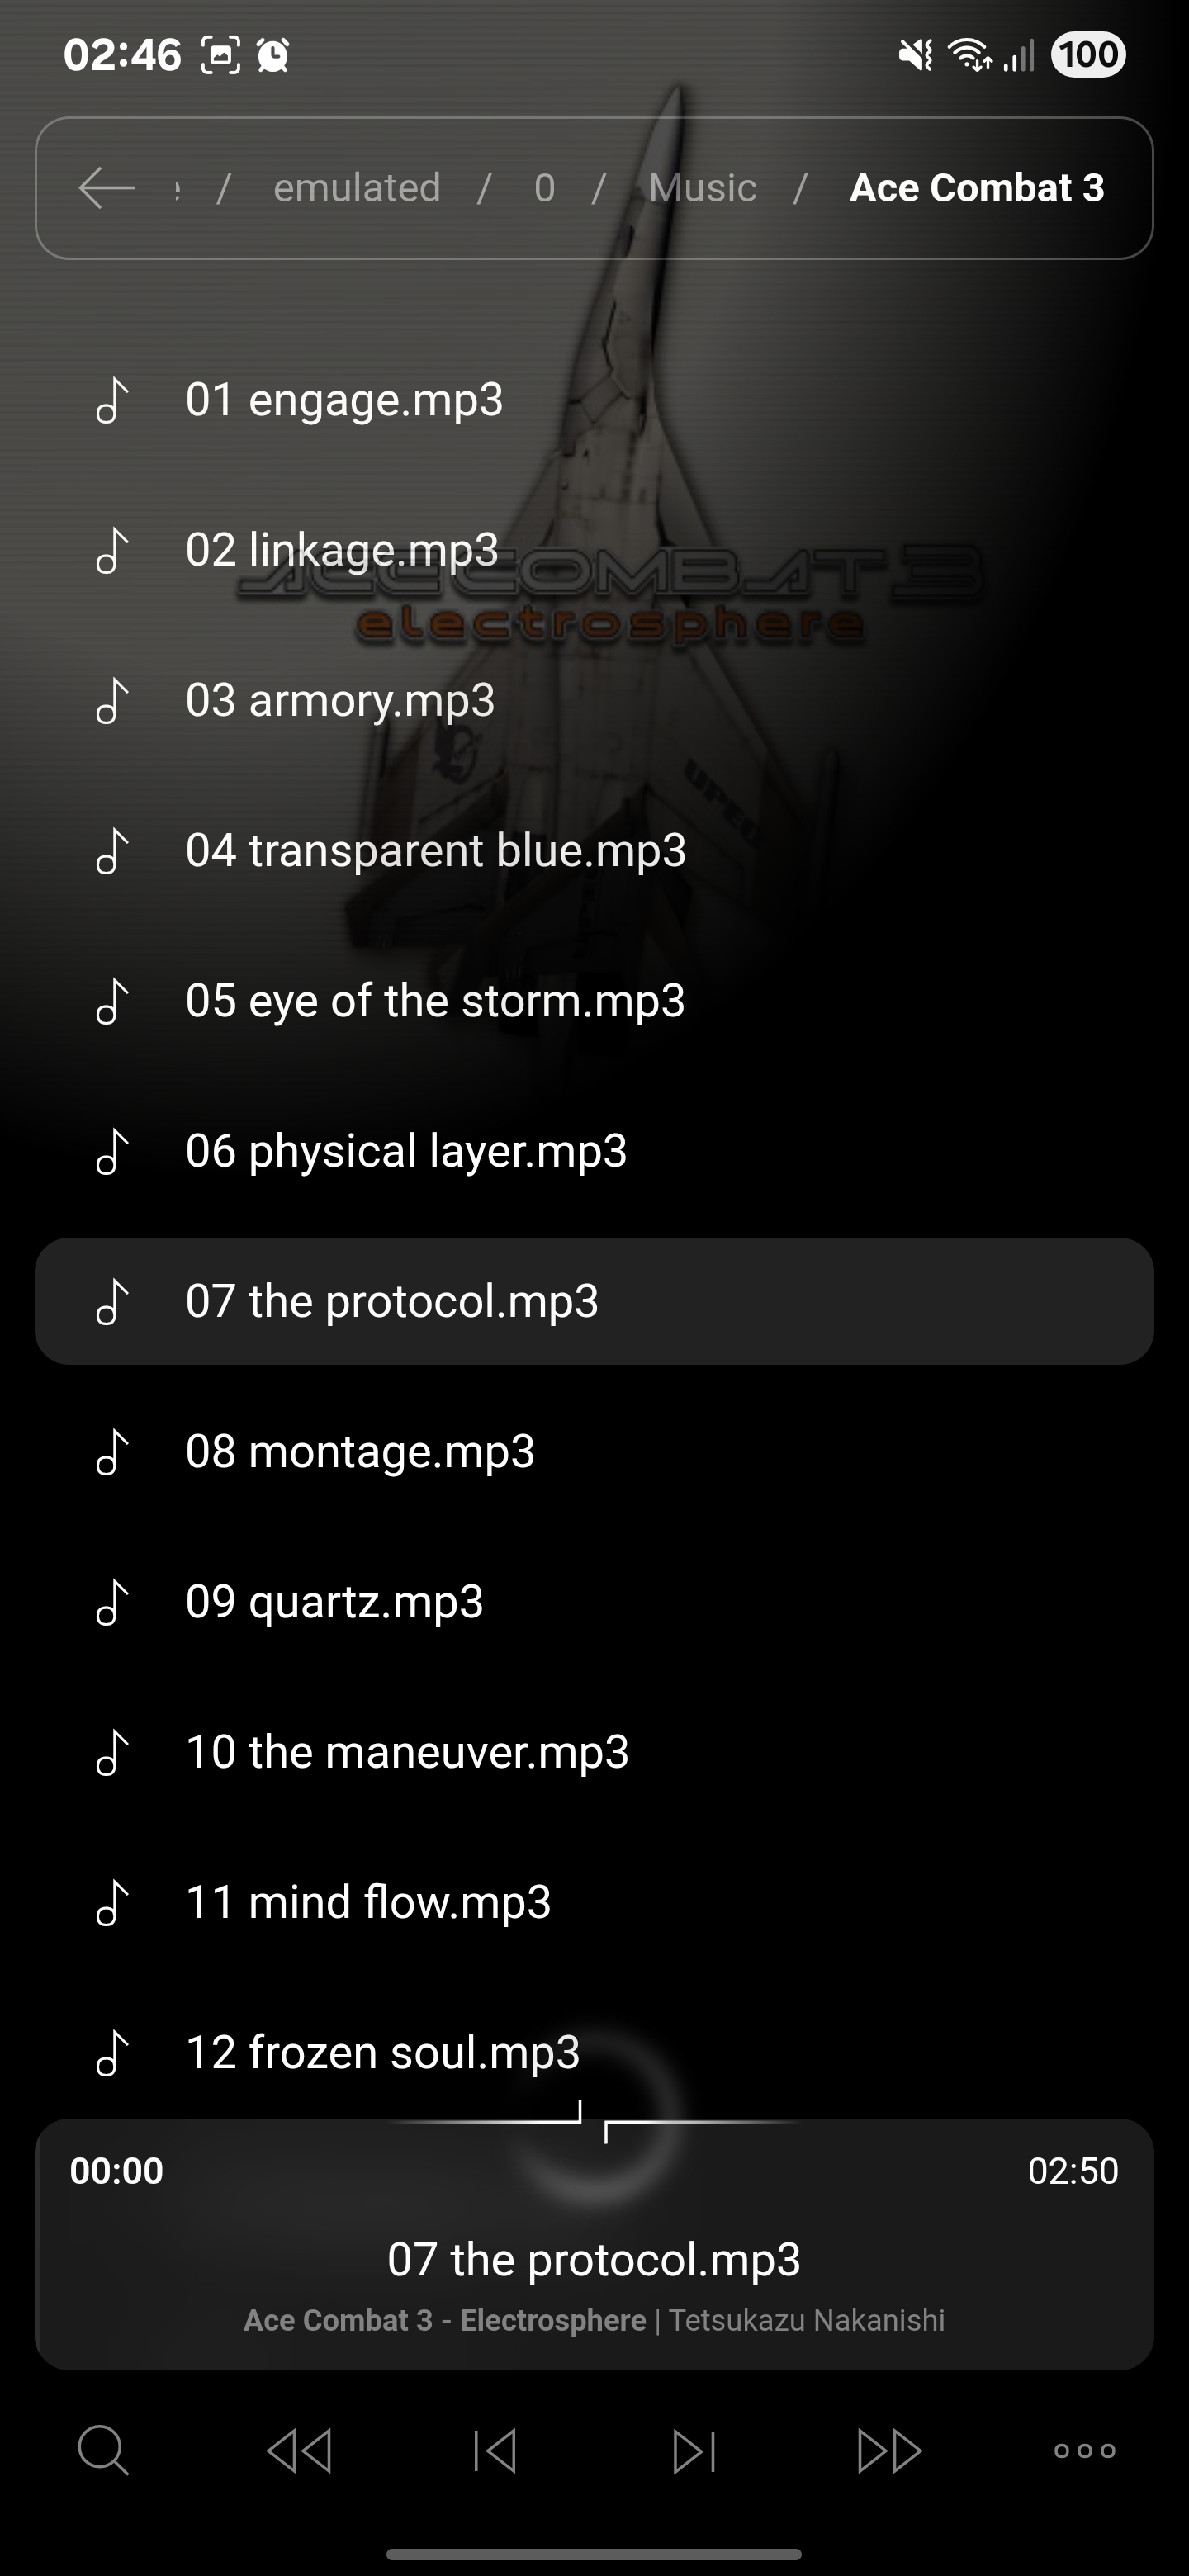 02:46 100
/ emulated / 0 / Music / Ace Combat 3
01 engage.mp3
02 linkage.mp3
ACE COMBAT 3
electrosphere
03 armory.mp3
UPEO
04 transparent blue.mp3
05 eye of the storm.mp3
06 physical layer.mp3
07 the protocol.mp3
08 montage.mp3
09 quartz.mp3
10 the maneuver.mp3
11 mind flow.mp3
12 frozen soul.mp3
00:00 02:50
07 the protocol.mp3
Ace Combat 3 - Electrosphere | Tetsukazu Nakanishi